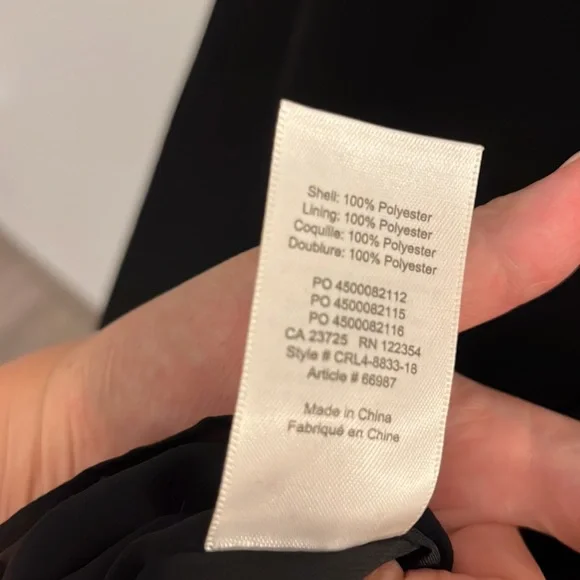 Shell: 100% Polyester
Lining: 100% Polyester
Coquille: 100% Polyester
Doublure: 100% Polyester
PO 4500082112
PO 4500082115
PO 4500082116
CA 23725 RN 122354
Style # CRL4-8833-18
Article # 66987
Made in China
Fabriqué en Chine